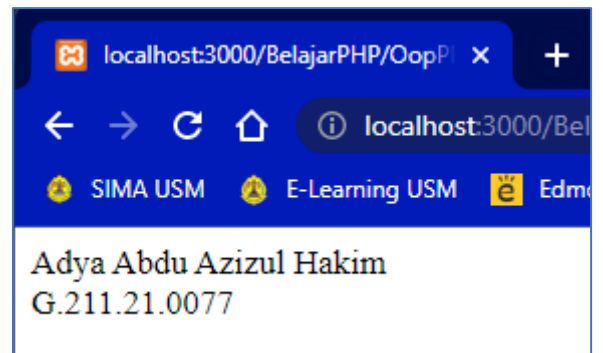 localhost:3000/BelajarPHP/OopP
localhost:3000/Bel
SIMA USM E-Learning USM ë Edm
Adya Abdu Azizul Hakim
G.211.21.0077